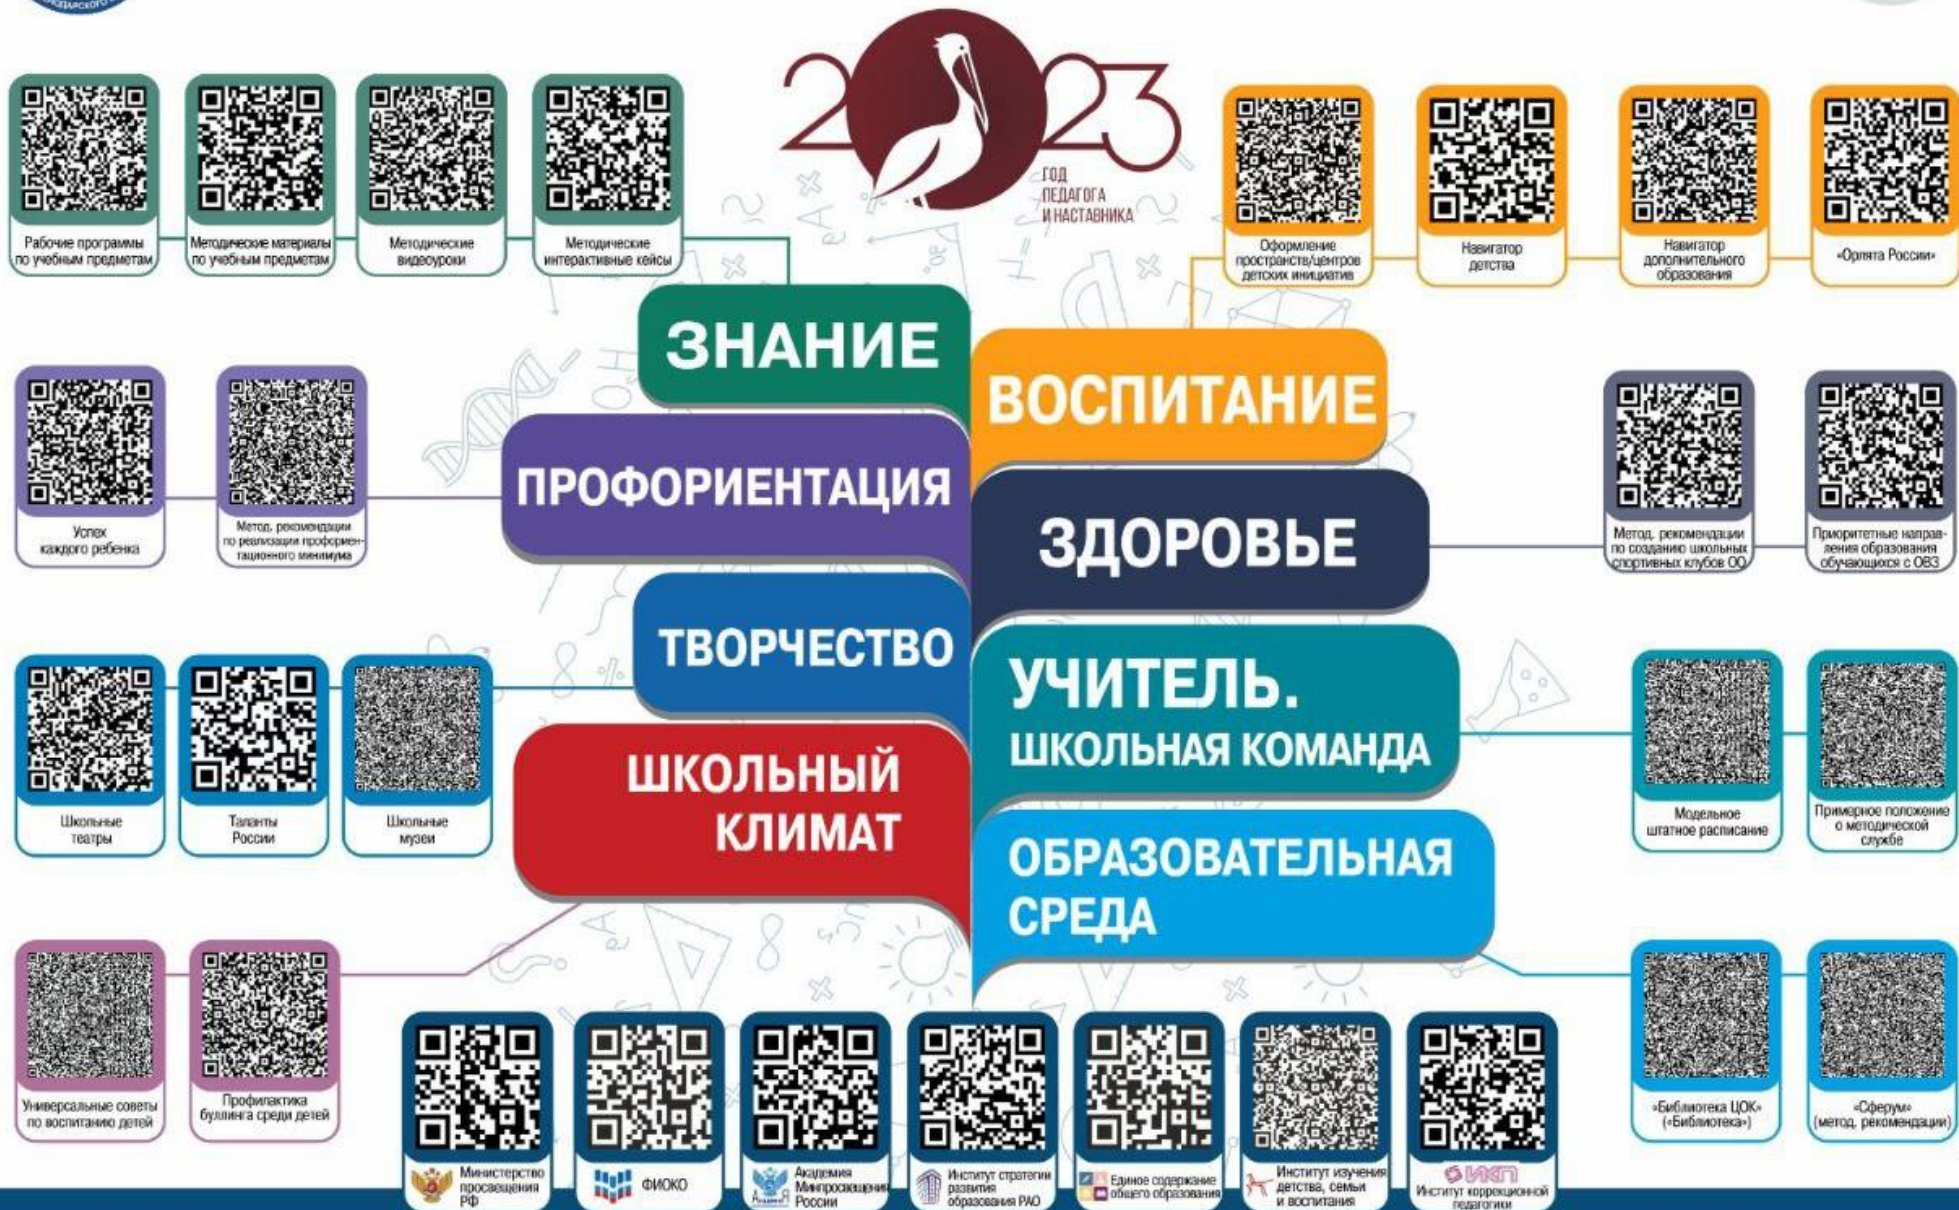 2023
ГОД
ПЕДАГОГА
И НАСТАВНИКА
Рабочие программы
по учебным предметам
Методические материалы
по учебным предметам
Методические
видеоуроки
Методические
интерактивные кейсы
Оформление
пространств/центров
детских инициатив
Навигатор
детства
Навигатор
дополнительного
образования
«Орлята России»
ЗНАНИЕ
ВОСПИТАНИЕ
ПРОФОРИЕНТАЦИЯ
ЗДОРОВЬЕ
ТВОРЧЕСТВО
УЧИТЕЛЬ.
ШКОЛЬНАЯ КОМАНДА
ШКОЛЬНЫЙ
КЛИМАТ
ОБРАЗОВАТЕЛЬНАЯ
СРЕДА
Успех
каждого ребенка
Метод. рекомендации
по реализации профориен-
тационного минимума
Метод. рекомендации
по созданию школьных
спортивных клубов ОО
Приоритетные направ-
ления образования
обучающихся с ОВЗ
Школьные
театры
Таланты
России
Школьные
музеи
Модельное
штатное расписание
Примерное положение
о методической
службе
Универсальные советы
по воспитанию детей
Профилактика
буллинга среди детей
«Библиотека ЦОК»
(«Библиотека»)
«Сферум»
(метод. рекомендации)
Министерство
просвещения
РФ
ФИОКО
Академия
Минпросвещения
России
Институт стратегии
развития
образования РАО
Единое содержание
общего образования
Институт изучения
детства, семьи
и воспитания
ИКП
Институт коррекционной
педагогики